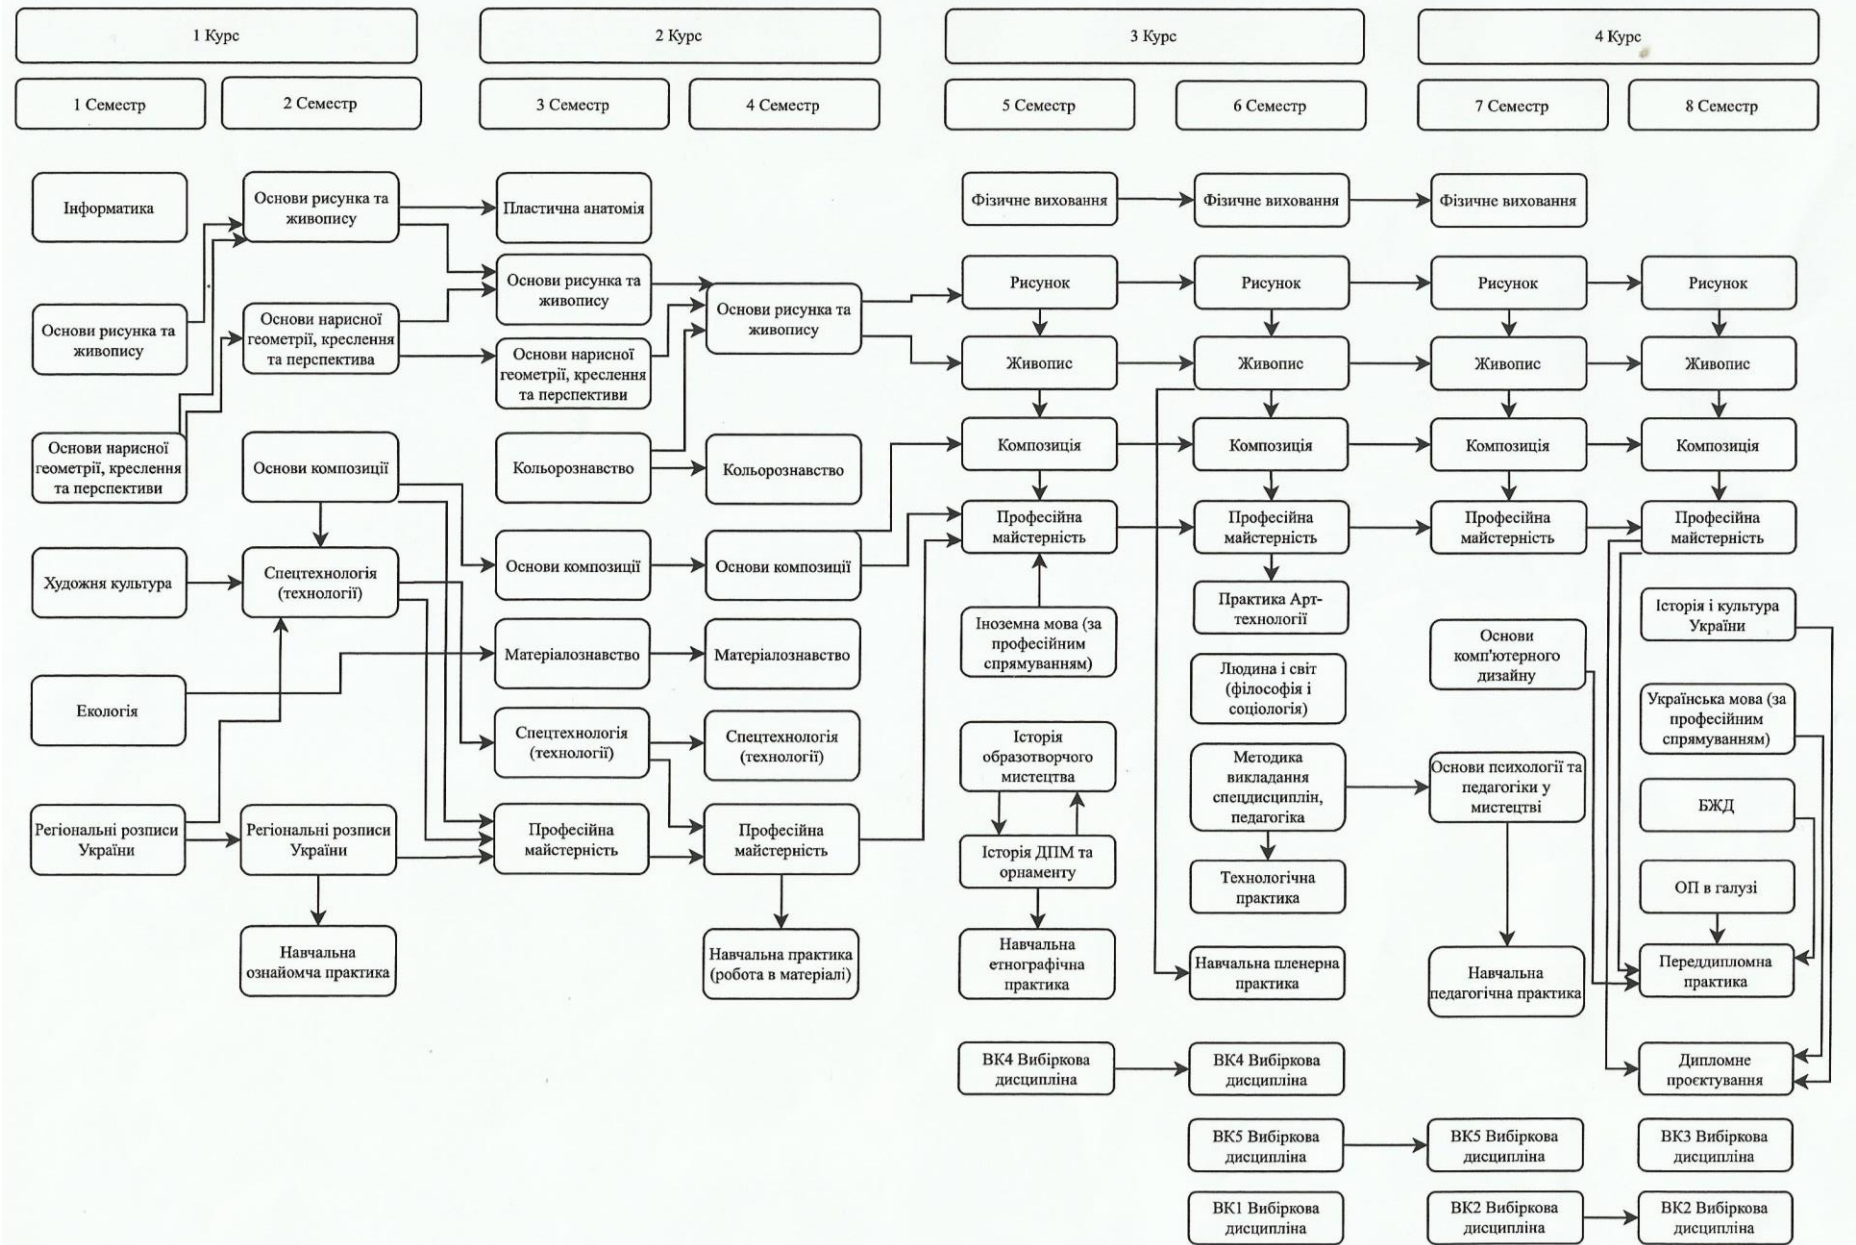 1 Курс
2 Курс
3 Курс
4 Курс
1 Семестр
2 Семестр
3 Семестр
4 Семестр
5 Семестр
6 Семестр
7 Семестр
8 Семестр
Інформатика
Основи рисунка та
живопису
Основи нарисної
геометрії, креслення
та перспективи
Художня культура
Екологія
Регіональні розписи
України
Основи рисунка та
живопису
Основи нарисної
геометрії, креслення
та перспектива
Основи композиції
Спецтехнологія
(технології)
Регіональні розписи
України
Навчальна
ознайомча практика
Пластична анатомія
Основи рисунка та
живопису
Основи нарисної
геометрії, креслення
та перспективи
Кольорознавство
Основи композиції
Матеріалознавство
Спецтехнологія
(технології)
Професійна
майстерність
Основи рисунка та
живопису
Кольорознавство
Основи композиції
Матеріалознавство
Спецтехнологія
(технології)
Професійна
майстерність
Навчальна практика
(робота в матеріалі)
Фізичне виховання
Рисунок
Живопис
Композиція
Професійна
майстерність
Іноземна мова (за
професійним
спрямуванням)
Історія
образотворчого
мистецтва
Історія ДПМ та
орнаменту
Навчальна
етнографічна
практика
ВК4 Вибіркова
дисципліна
Фізичне виховання
Рисунок
Живопис
Композиція
Професійна
майстерність
Практика Арт-
технології
Людина і світ
(філософія і
соціологія)
Методика
викладання
спецдисциплін,
педагогіка
Технологічна
практика
Навчальна пленерна
практика
ВК4 Вибіркова
дисципліна
ВК5 Вибіркова
дисципліна
ВК1 Вибіркова
дисципліна
Фізичне виховання
Рисунок
Живопис
Композиція
Професійна
майстерність
Основи
комп'ютерного
дизайну
Основи психології та
педагогіки у
мистецтві
Навчальна
педагогічна практика
ВК5 Вибіркова
дисципліна
ВК2 Вибіркова
дисципліна
Рисунок
Живопис
Композиція
Професійна
майстерність
Історія і культура
України
Українська мова (за
професійним
спрямуванням)
БЖД
ОП в галузі
Переддипломна
практика
Дипломне
проєктування
ВК3 Вибіркова
дисципліна
ВК2 Вибіркова
дисципліна